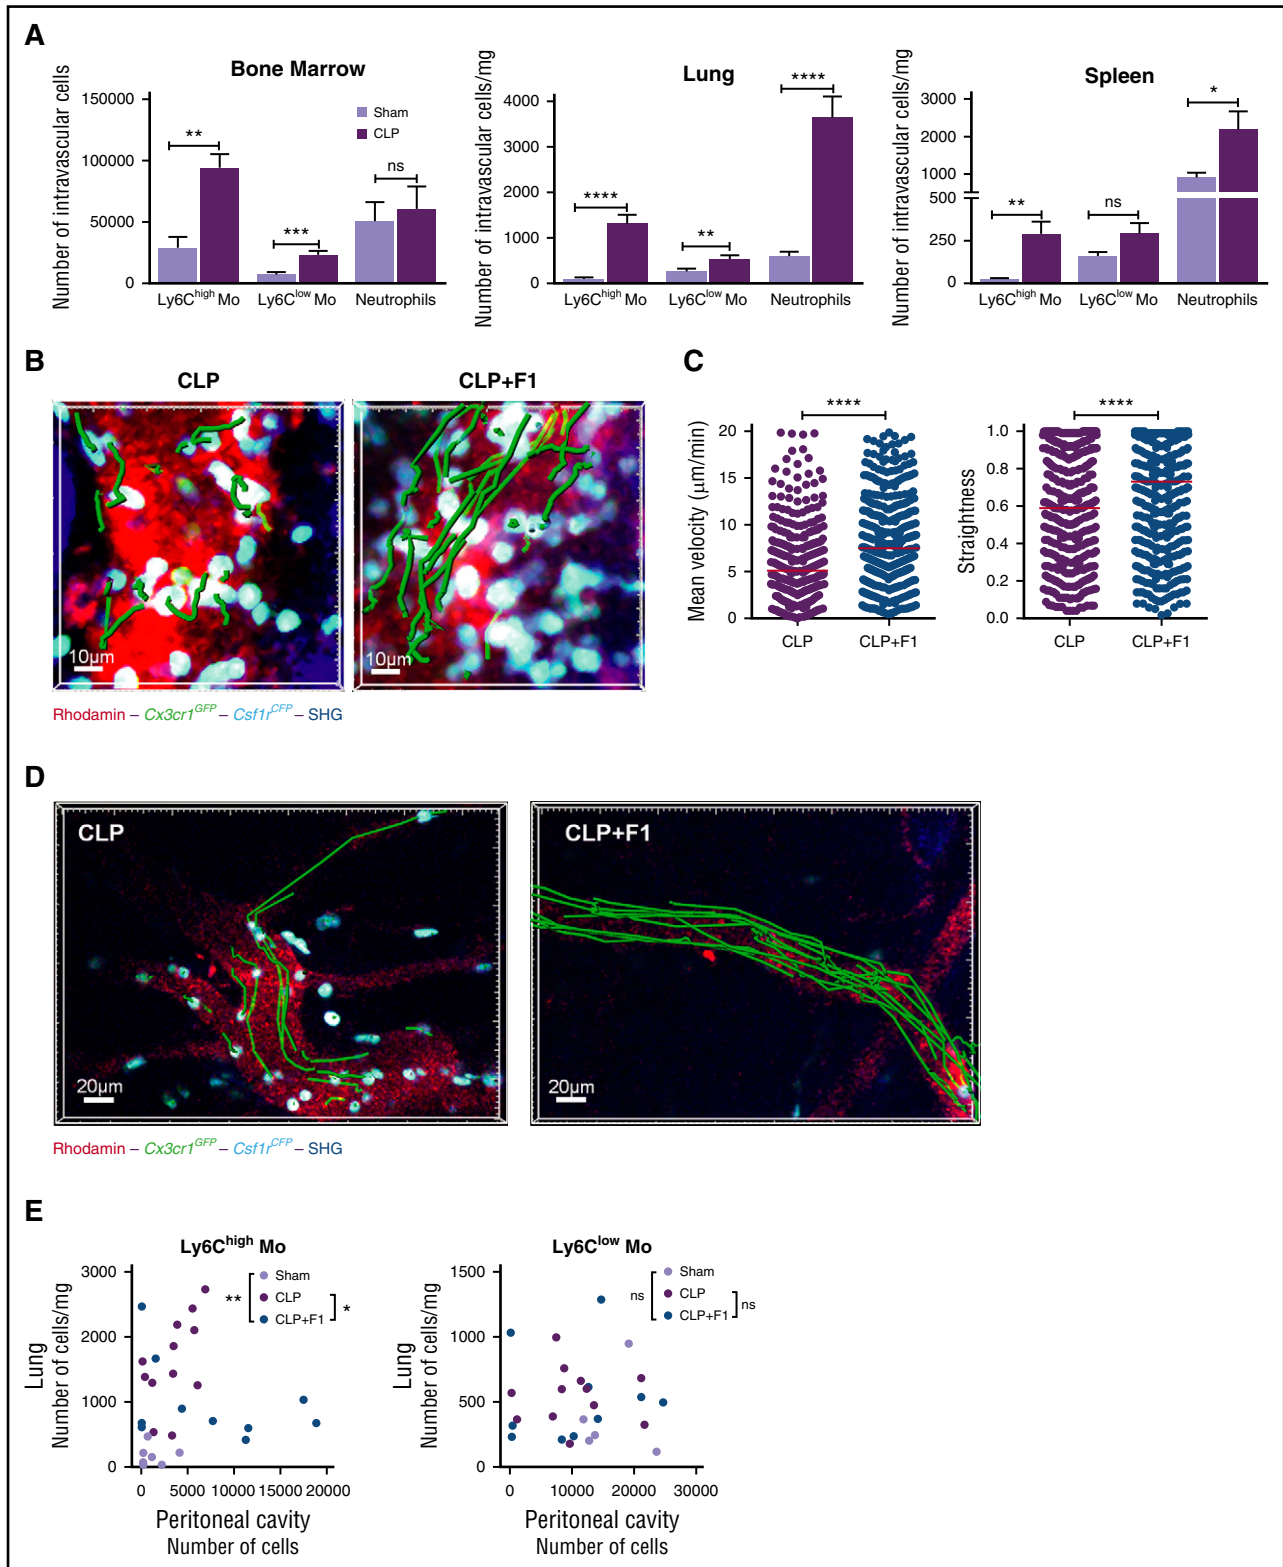 A
Bone Marrow
Number of intravascular cells
150000
100000
50000
0
**
***
ns
Sham
CLP
Ly6Chigh Mo
Ly6Clow Mo
Neutrophils
Lung
Number of intravascular cells/mg
4000
3000
2000
1000
0
****
**
****
Ly6Chigh Mo
Ly6Clow Mo
Neutrophils
Spleen
Number of intravascular cells/mg
3000
2000
1000
500
250
0
**
ns
*
Ly6Chigh Mo
Ly6Clow Mo
Neutrophils
B
CLP
CLP+F1
10µm
10µm
Rhodamin – Cx3cr1GFP – Csf1rCFP – SHG
C
****
Mean velocity (µm/min)
20
15
10
5
0
CLP
CLP+F1
****
Straightness
1.0
0.8
0.6
0.4
0.2
0.0
CLP
CLP+F1
D
CLP
20µm
CLP+F1
20µm
Rhodamin – Cx3cr1GFP – Csf1rCFP – SHG
E
Ly6Chigh Mo
Lung
Number of cells/mg
3000
2000
1000
0
**
Sham
CLP
CLP+F1
*
0
5000
10000
15000
20000
Peritoneal cavity
Number of cells
Ly6Clow Mo
Lung
Number of cells/mg
1500
1000
500
0
ns
Sham
CLP
CLP+F1
ns
0
10000
20000
30000
Peritoneal cavity
Number of cells